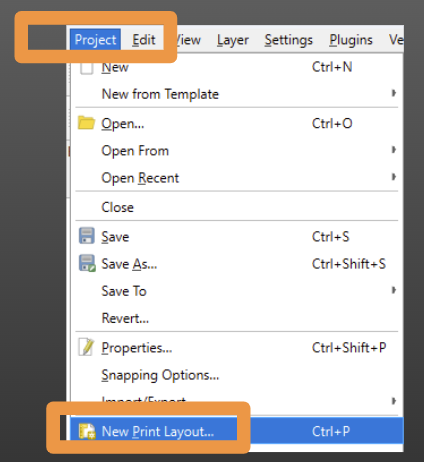 Project Edit View Layer Settings Plugins Ve
New Ctrl+N
New from Template
Open... Ctrl+O
Open From
Open Recent
Close
Save Ctrl+S
Save As... Ctrl+Shift+S
Save To
Revert...
Properties... Ctrl+Shift+P
Snapping Options...
Import/Export
New Print Layout... Ctrl+P